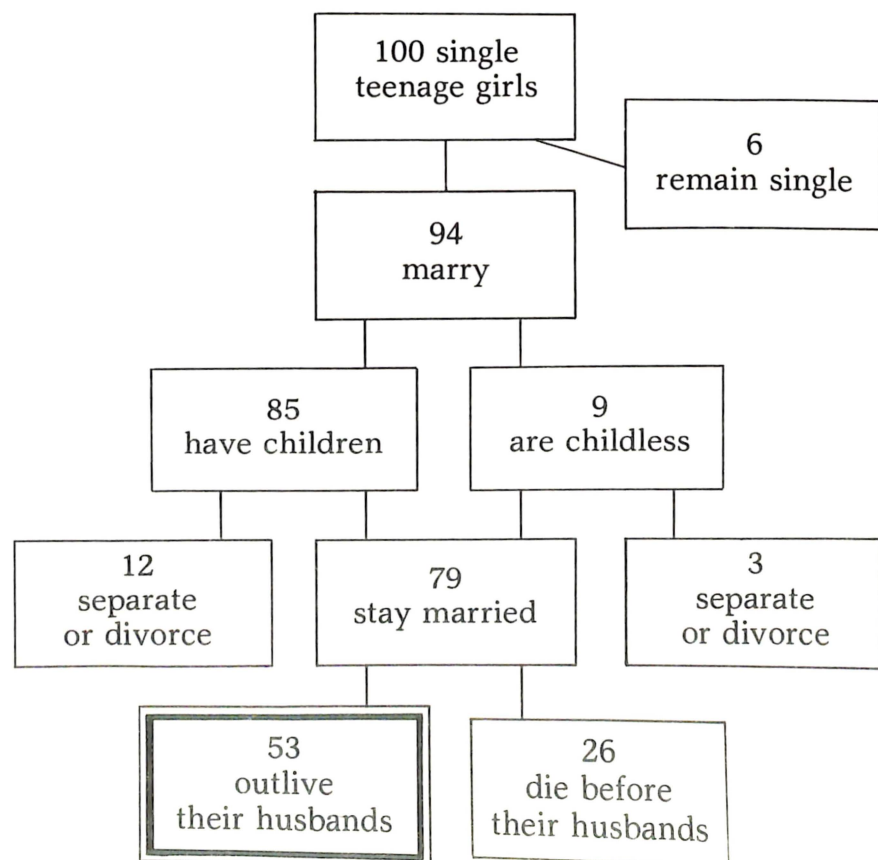 100 single
teenage girls
6
remain single
94
marry
85
have children
9
are childless
12
separate
or divorce
79
stay married
3
separate
or divorce
53
outlive
their husbands
26
die before
their husbands